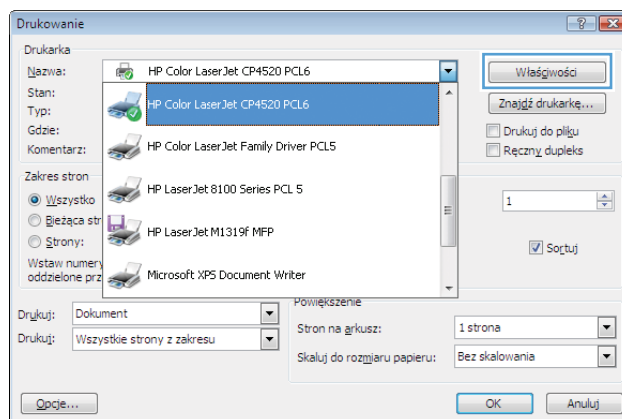 Drukowanie
Drukarka
Nazwa: HP Color LaserJet CP4520 PCL6 Właściwości
Stan:
HP Color LaserJet CP4520 PCL6 Znajdź drukarkę...
Typ:
Gdzie: HP Color LaserJet Family Driver PCL5 Drukuj do pliku
Komentarz: Ręczny dupleks
Zakres stron HP LaserJet 8100 Series PCL 5
Wszystko 1
Bieżąca str
HP LaserJet M1319f MFP
Strony: Sortuj
Wstaw numery
oddzielone prz Microsoft XPS Document Writer
Powiększenie
Drukuj: Dokument
Stron na arkusz: 1 strona
Drukuj: Wszystkie strony z zakresu
Skaluj do rozmiaru papieru: Bez skalowania
Opcje... OK Anuluj